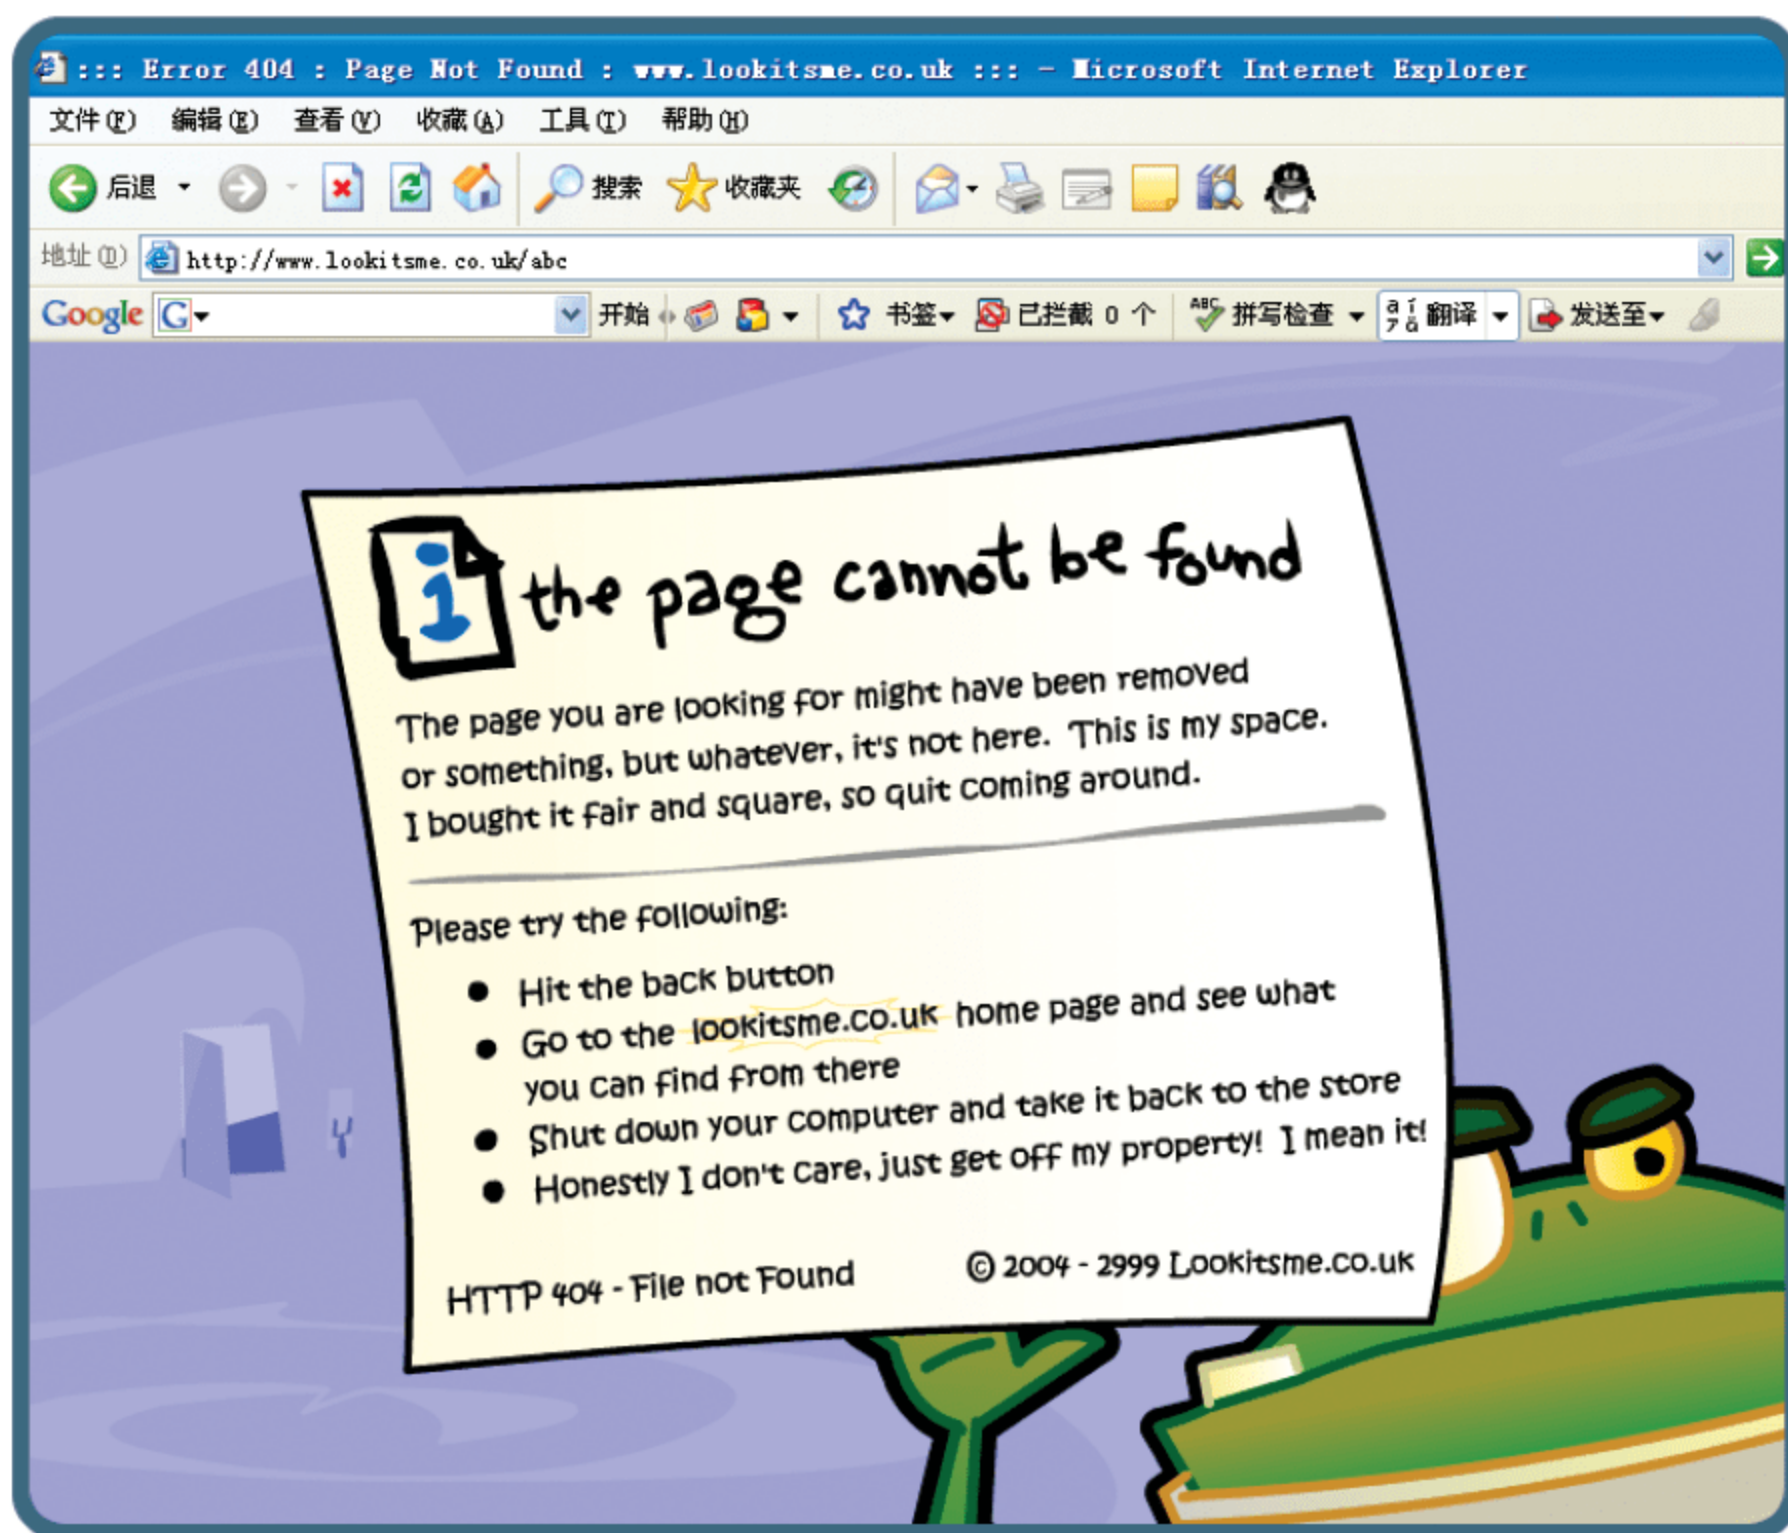 ::: Error 404 : Page Not Found : www.lookitsme.co.uk ::: - Microsoft Internet Explorer
文件(F) 编辑(E) 查看(V) 收藏(A) 工具(T) 帮助(H)
后退 搜索 收藏夹
地址(D) http://www.lookitsme.co.uk/abc
Google G 开始 书签 已拦截 0 个 ABC 拼写检查 翻译 发送至
i the page cannot be found
The page you are looking for might have been removed
or something, but whatever, it's not here. This is my space.
I bought it fair and square, so quit coming around.
Please try the following:
● Hit the back button
● Go to the lookitsme.co.uk home page and see what
you can find from there
● Shut down your computer and take it back to the store
● Honestly I don't care, just get off my property! I mean it!
HTTP 404 - File not Found © 2004 - 2999 Lookitsme.co.uk